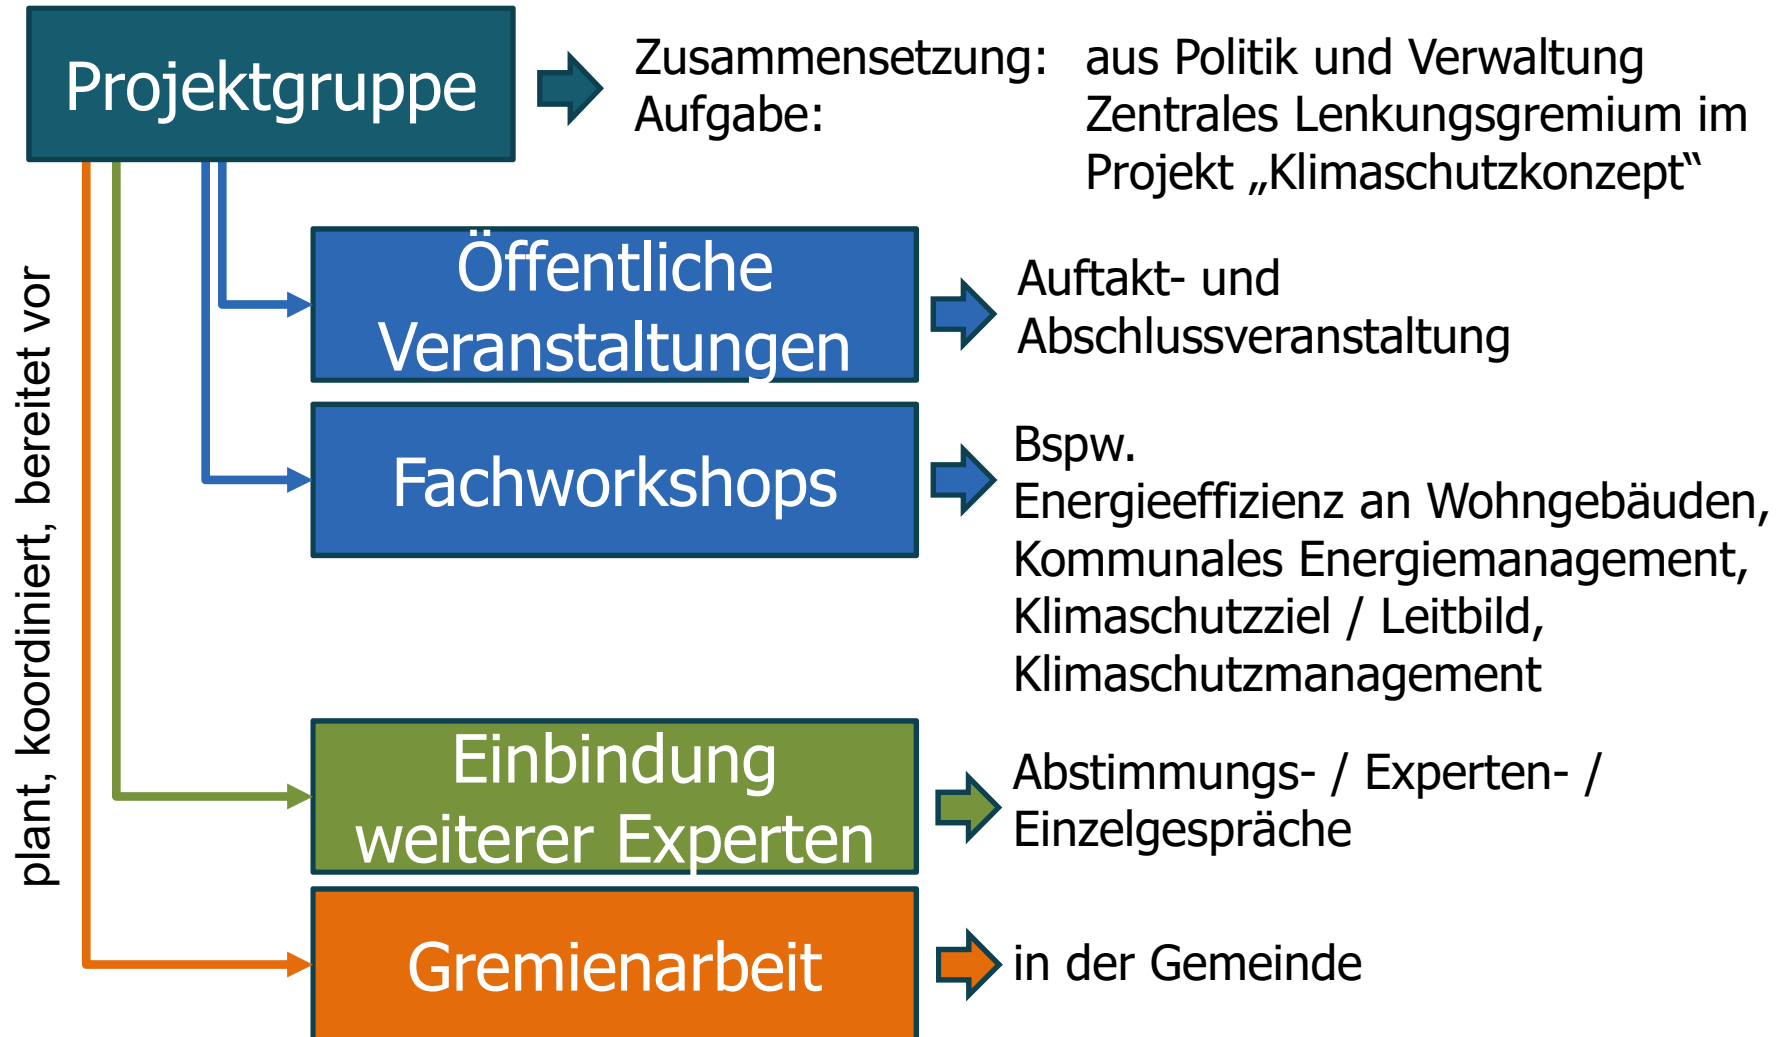 Projektgruppe
Zusammensetzung: aus Politik und Verwaltung
Aufgabe: Zentrales Lenkungsgremium im
Projekt „Klimaschutzkonzept“
plant, koordiniert, bereitet vor
Öffentliche
Veranstaltungen
Auftakt- und
Abschlussveranstaltung
Fachworkshops
Bspw.
Energieeffizienz an Wohngebäuden,
Kommunales Energiemanagement,
Klimaschutzziel / Leitbild,
Klimaschutzmanagement
Einbindung
weiterer Experten
Abstimmungs- / Experten- /
Einzelgespräche
Gremienarbeit
in der Gemeinde